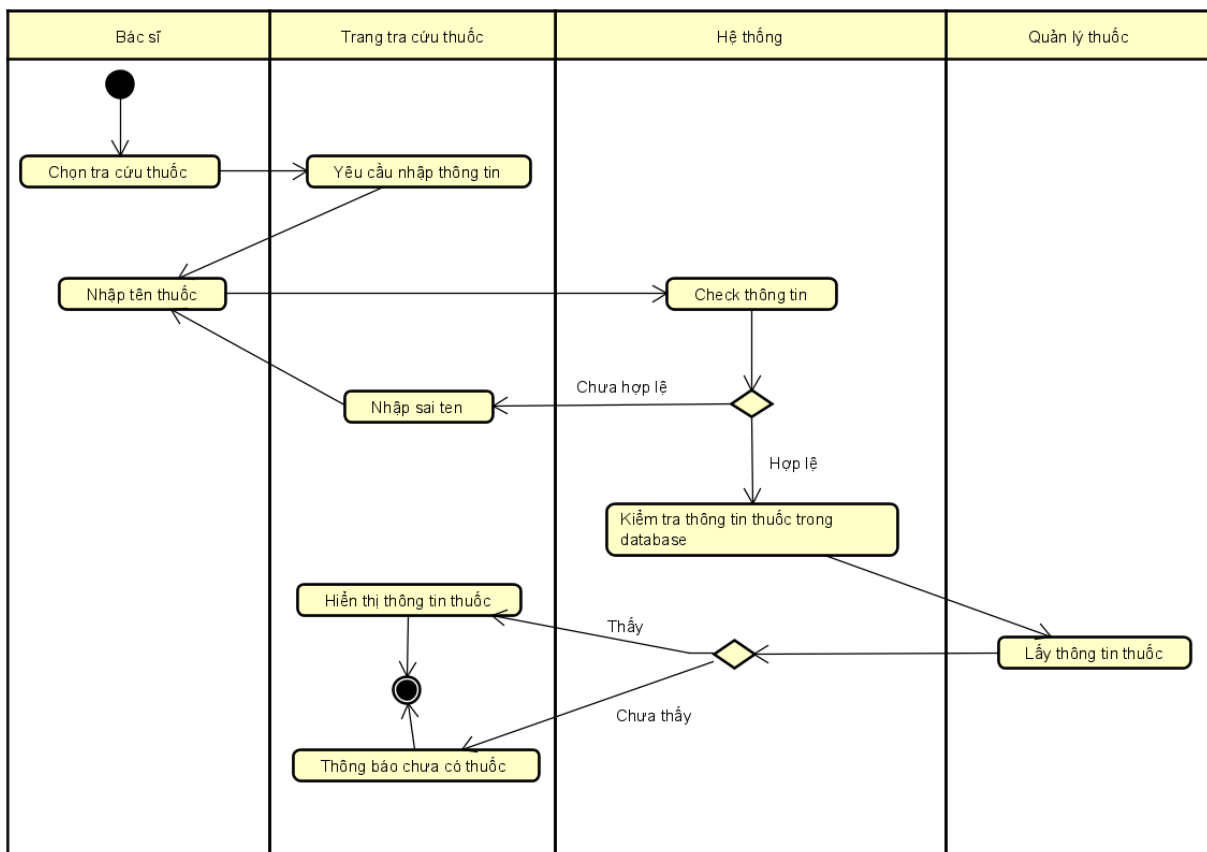 Bác sĩ
Trang tra cứu thuốc
Hệ thống
Quản lý thuốc
Chọn tra cứu thuốc
Yêu cầu nhập thông tin
Nhập tên thuốc
Check thông tin
Chưa hợp lệ
Nhập sai ten
Hợp lệ
Kiểm tra thông tin thuốc trong
database
Hiển thị thông tin thuốc
Thấy
Lấy thông tin thuốc
Chưa thấy
Thông báo chưa có thuốc